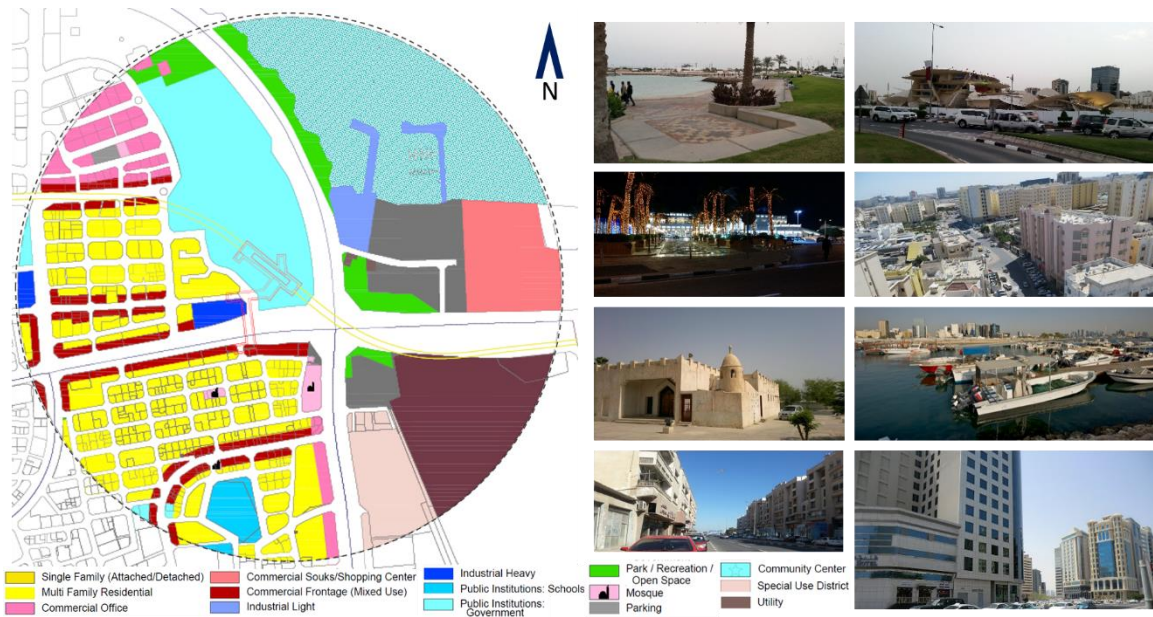 N
Single Family (Attached/Detached)
Multi Family Residential
Commercial Office
Commercial Souks/Shopping Center
Commercial Frontage (Mixed Use)
Industrial Light
Industrial Heavy
Public Institutions: Schools
Public Institutions:
Government
Park / Recreation /
Open Space
Mosque
Parking
Community Center
Special Use District
Utility